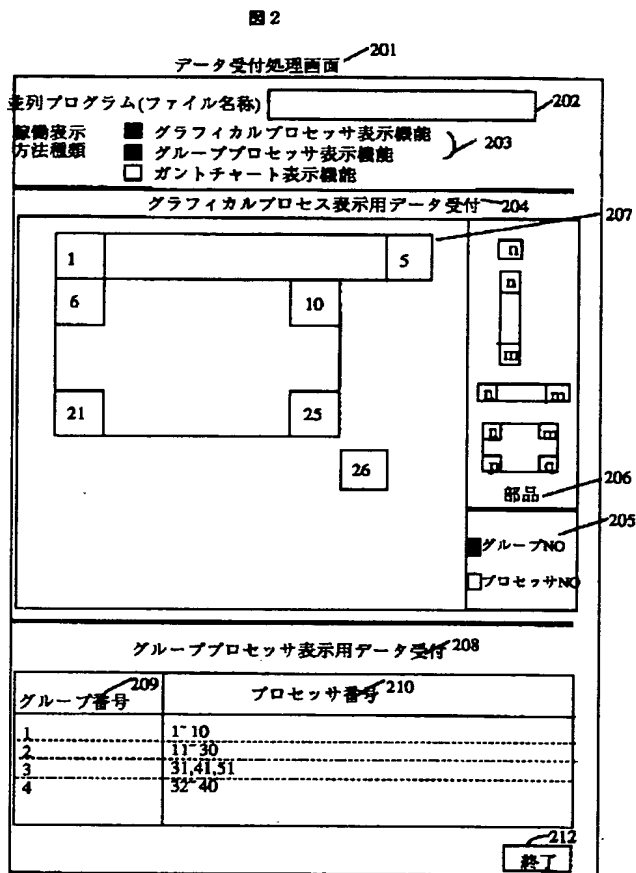 図2
データ受付処理画面 201
並列プログラム(ファイル名称) 202
稼働表示 グラフィカルプロセッサ表示機能
方法種類 グループプロセッサ表示機能 203
ガントチャート表示機能
グラフィカルプロセス表示用データ受付 204
207
1 5 n
6 10 n
m
n m
21 25 n m
p q
26 206
部品
205
グループNO
プロセッサNO
グループプロセッサ表示用データ受付 208
グループ番号 209 プロセッサ番号 210
1 1~10
2 11~30
3 31,41,51
4 32~40
212
終了